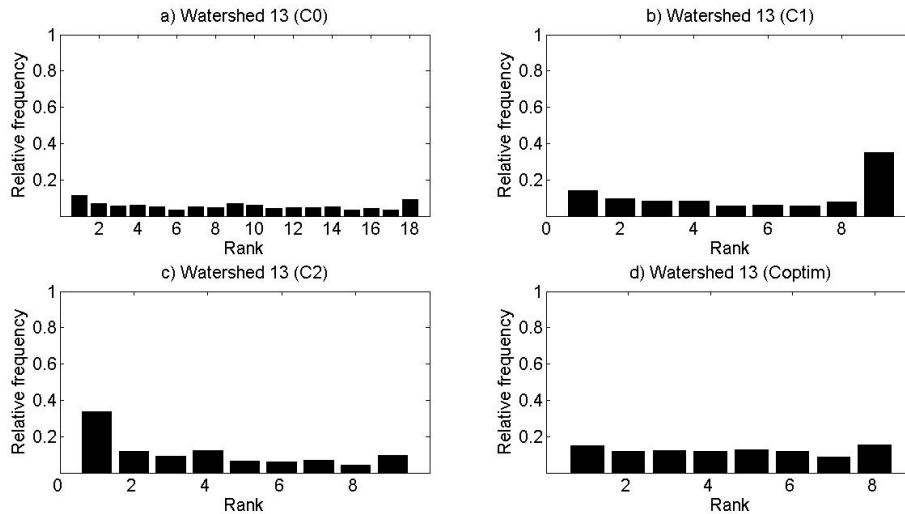 a) Watershed 13 (C0)
1
0.8
0.6
0.4
0.2
Relative frequency
2 4 6 8 10 12 14 16 18
Rank
b) Watershed 13 (C1)
1
0.8
0.6
0.4
0.2
Relative frequency
0 2 4 6 8
Rank
c) Watershed 13 (C2)
1
0.8
0.6
0.4
0.2
Relative frequency
0 2 4 6 8
Rank
d) Watershed 13 (Coptim)
1
0.8
0.6
0.4
0.2
Relative frequency
2 4 6 8
Rank